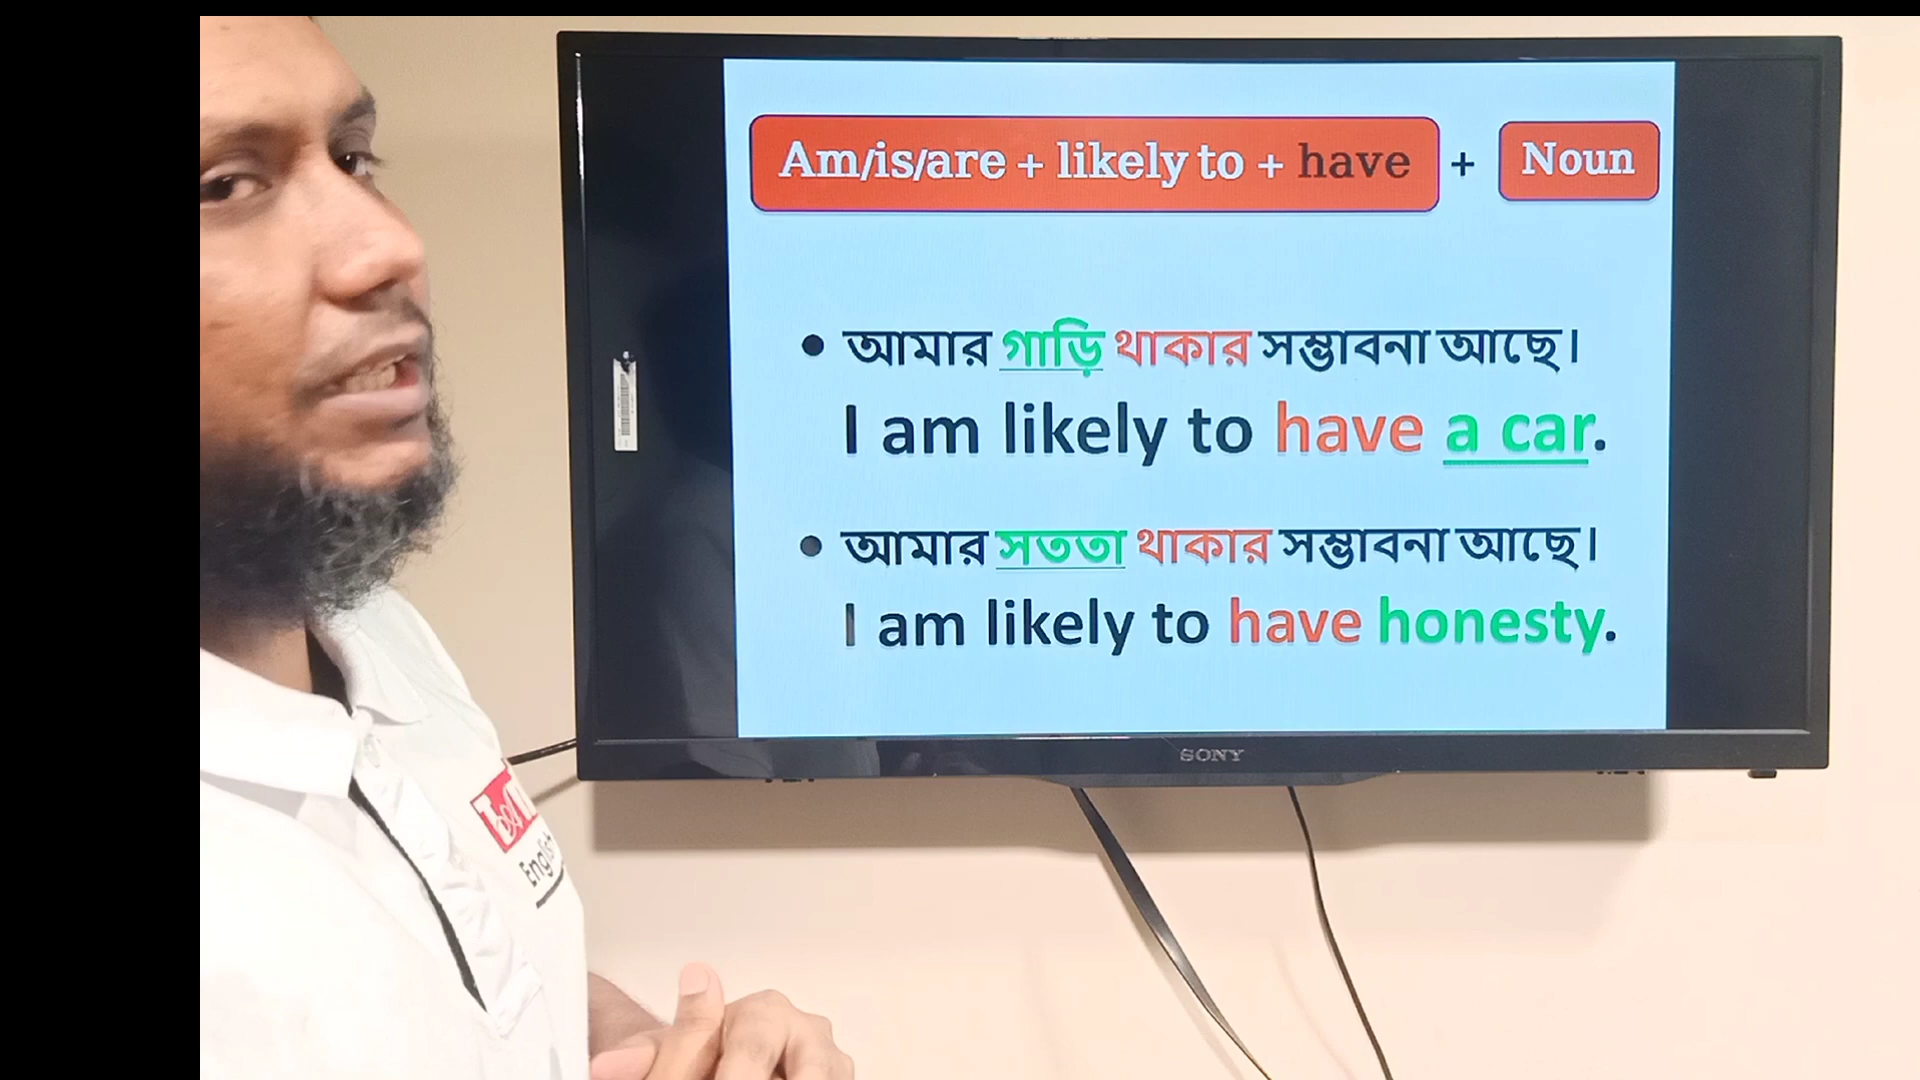 Am/is/are + likely to + have + Noun
• আমার গাড়ি থাকার সম্ভাবনা আছে।
I am likely to have a car.
• আমার সততা থাকার সম্ভাবনা আছে।
I am likely to have honesty.
SONY